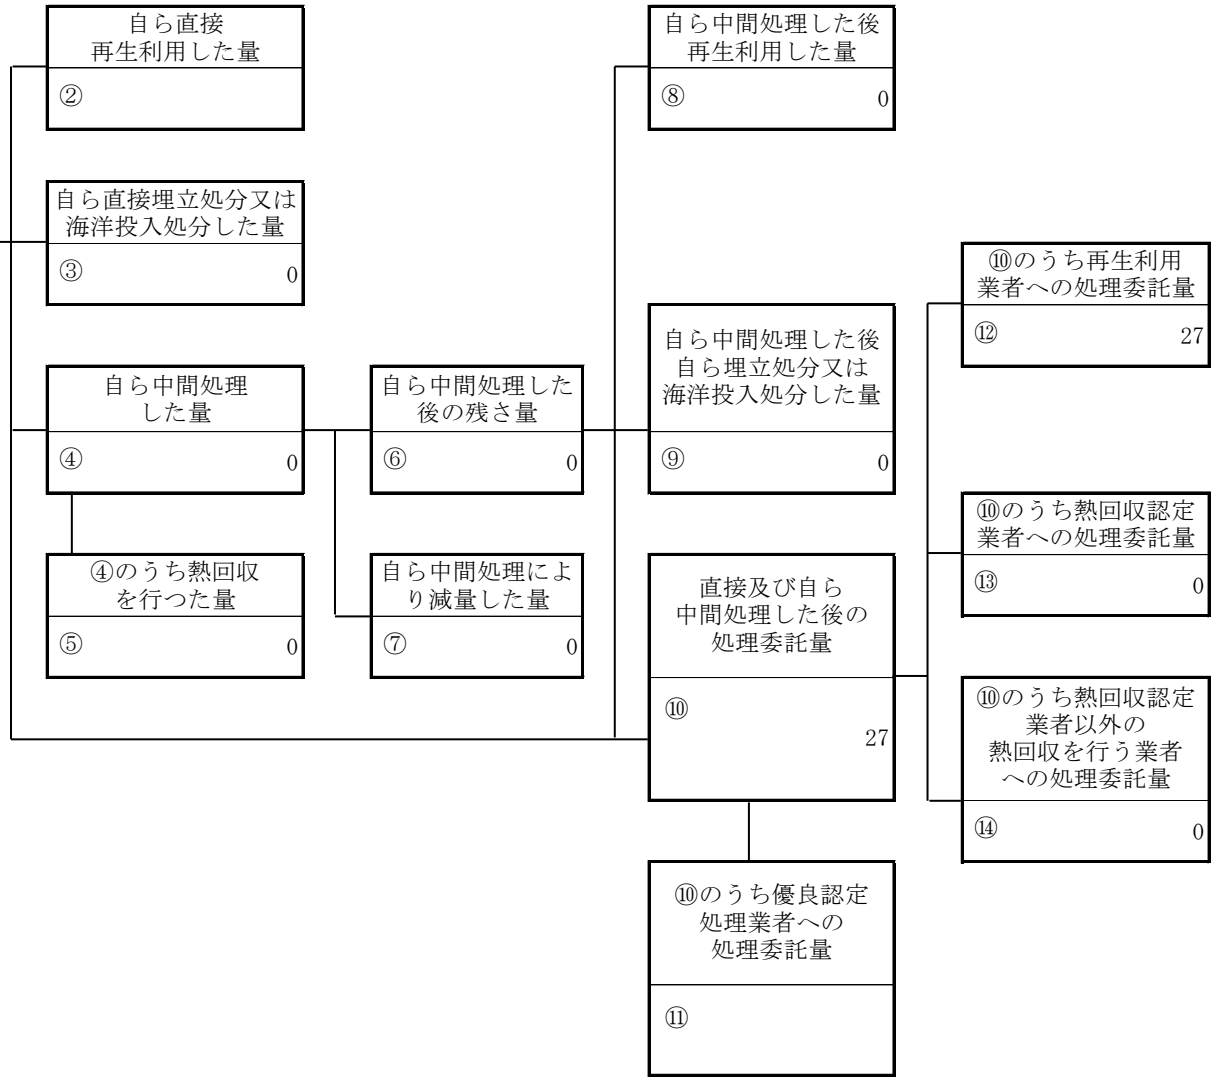 自ら直接
再生利用した量
②
自ら中間処理した後
再生利用した量
⑧ 0
自ら直接埋立処分又は
海洋投入処分した量
③ 0
⑩のうち再生利用
業者への処理委託量
⑫ 27
自ら中間処理した後
自ら埋立処分又は
海洋投入処分した量
⑨ 0
自ら中間処理
した量
④ 0
自ら中間処理した
後の残さ量
⑥ 0
⑩のうち熱回収認定
業者への処理委託量
⑬ 0
④のうち熱回収
を行つた量
⑤ 0
自ら中間処理によ
り減量した量
⑦ 0
直接及び自ら
中間処理した後の
処理委託量
⑩
27
⑩のうち熱回収認定
業者以外の
熱回収を行う業者
への処理委託量
⑭ 0
⑩のうち優良認定
処理業者への
処理委託量
⑪